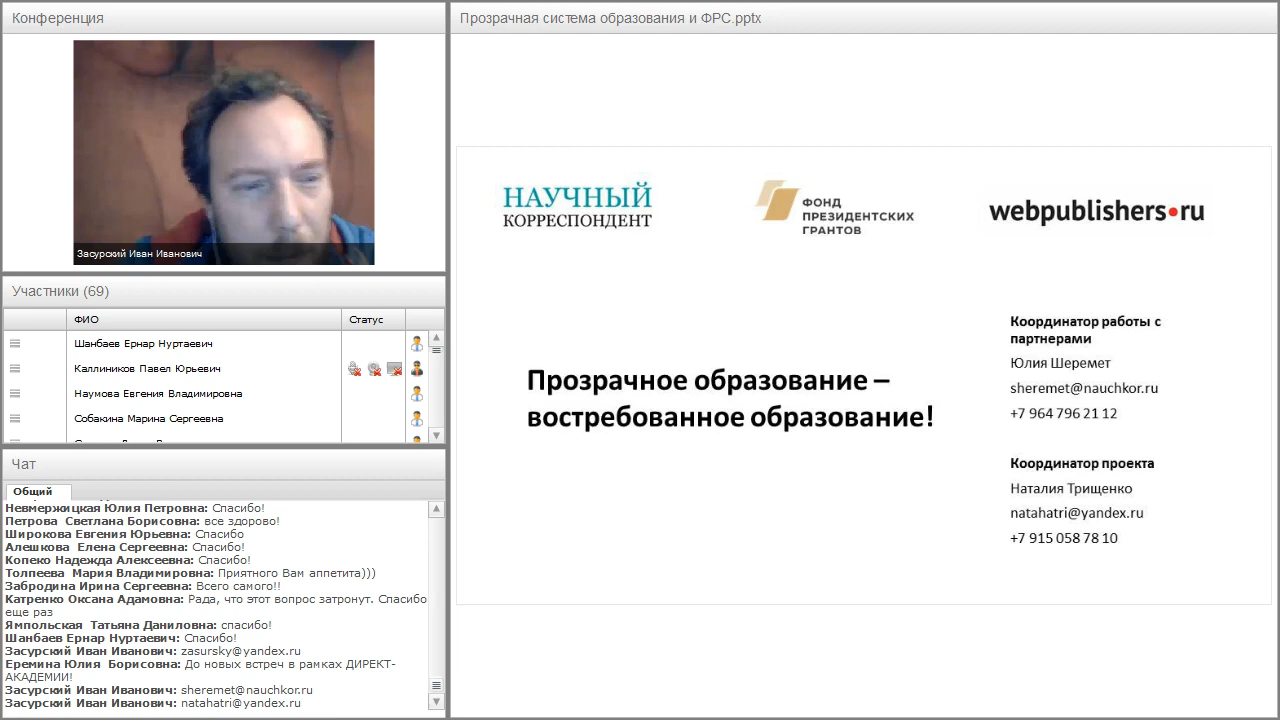 Конференция
Засурский Иван Иванович
Участники (69)
ФИО Статус
Шанбаев Ернар Нуртаевич
Каллиников Павел Юрьевич
Наумова Евгения Владимировна
Собакина Марина Сергеевна
Чат
Общий
Невмержицкая Юлия Петровна: Спасибо!
Петрова Светлана Борисовна: все здорово!
Широкова Евгения Юрьевна: Спасибо
Алешкова Елена Сергеевна: Спасибо!
Копеко Надежда Алексеевна: Спасибо!
Толпеева Мария Владимировна: Приятного Вам аппетита)))
Забродина Ирина Сергеевна: Всего самого!!
Катренко Оксана Адамовна: Рада, что этот вопрос затронут. Спасибо
еще раз
Ямпольская Татьяна Даниловна: спасибо!
Шанбаев Ернар Нуртаевич: Спасибо!
Засурский Иван Иванович: zasursky@yandex.ru
Еремина Юлия Борисовна: До новых встреч в рамках ДИРЕКТ-
АКАДЕМИИ!
Засурский Иван Иванович: sheremet@nauchkor.ru
Засурский Иван Иванович: natahatri@yandex.ru
Прозрачная система образования и ФРС.pptx
НАУЧНЫЙ
КОРРЕСПОНДЕНТ
ФОНД
ПРЕЗИДЕНТСКИХ
ГРАНТОВ
webpublishers.ru
Прозрачное образование –
востребованное образование!
Координатор работы с
партнерами
Юлия Шеремет
sheremet@nauchkor.ru
+7 964 796 21 12
Координатор проекта
Наталия Трищенко
natahatri@yandex.ru
+7 915 058 78 10